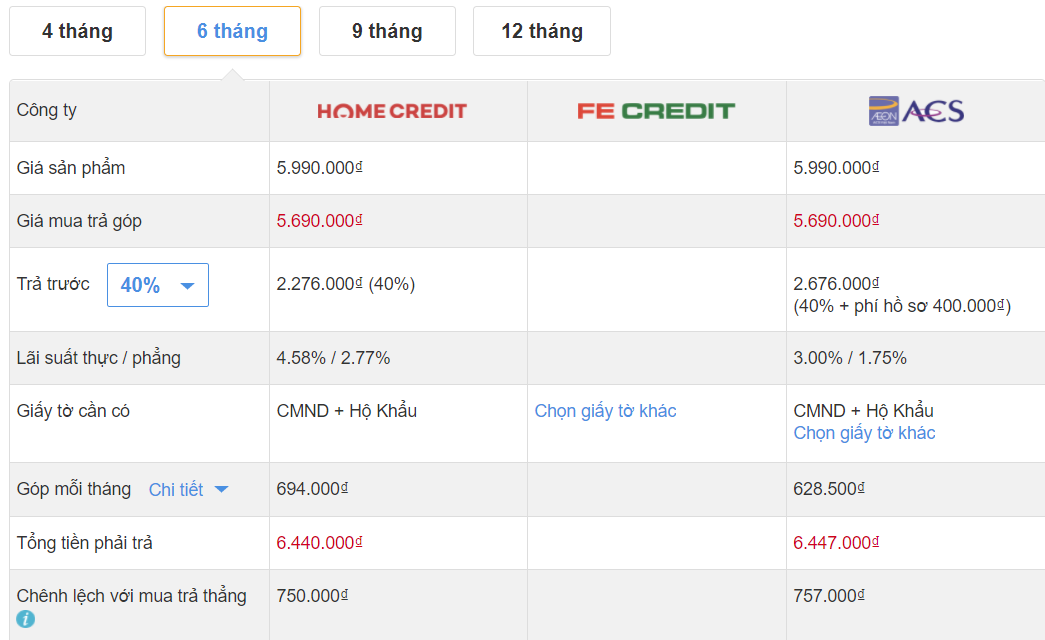 4 tháng 6 tháng 9 tháng 12 tháng
Công ty HOME CREDIT FE CREDIT AEON ACS
Giá sản phẩm 5.990.000₫ 5.990.000₫
Giá mua trả góp 5.690.000₫ 5.690.000₫
Trả trước 40% 2.276.000₫ (40%) 2.676.000₫
(40% + phí hồ sơ 400.000₫)
Lãi suất thực / phẳng 4.58% / 2.77% 3.00% / 1.75%
Giấy tờ cần có CMND + Hộ Khẩu Chọn giấy tờ khác CMND + Hộ Khẩu
Chọn giấy tờ khác
Góp mỗi tháng Chi tiết 694.000₫ 628.500₫
Tổng tiền phải trả 6.440.000₫ 6.447.000₫
Chênh lệch với mua trả thẳng 750.000₫ 757.000₫
i